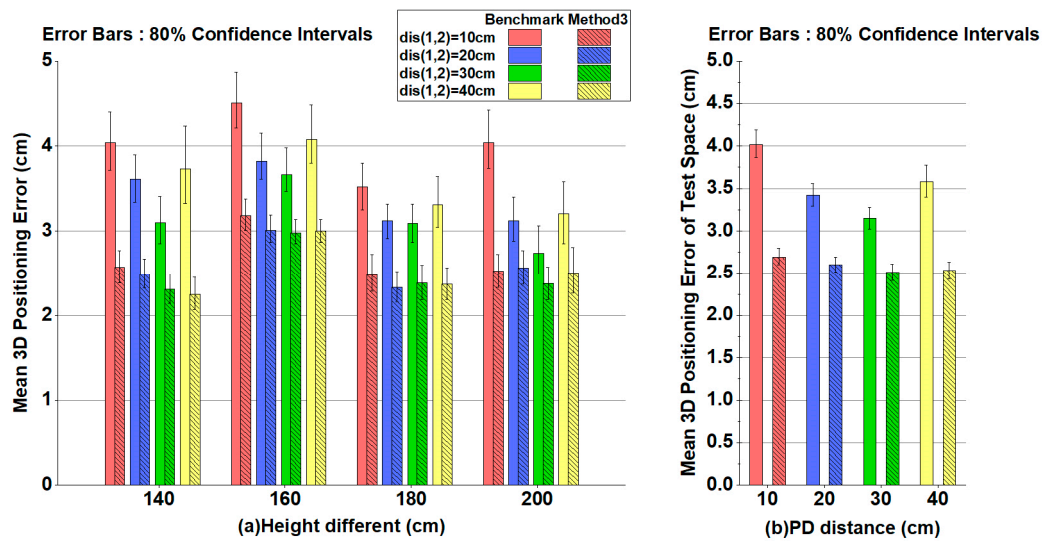 Error Bars : 80% Confidence Intervals
Benchmark Method3
dis(1,2)=10cm
dis(1,2)=20cm
dis(1,2)=30cm
dis(1,2)=40cm
Mean 3D Positioning Error (cm)
5
4
3
2
1
0
140 160 180 200
(a)Height different (cm)
Error Bars : 80% Confidence Intervals
Mean 3D Positioning Error of Test Space (cm)
5.0
4.5
4.0
3.5
3.0
2.5
2.0
1.5
1.0
0.5
0.0
10 20 30 40
(b)PD distance (cm)